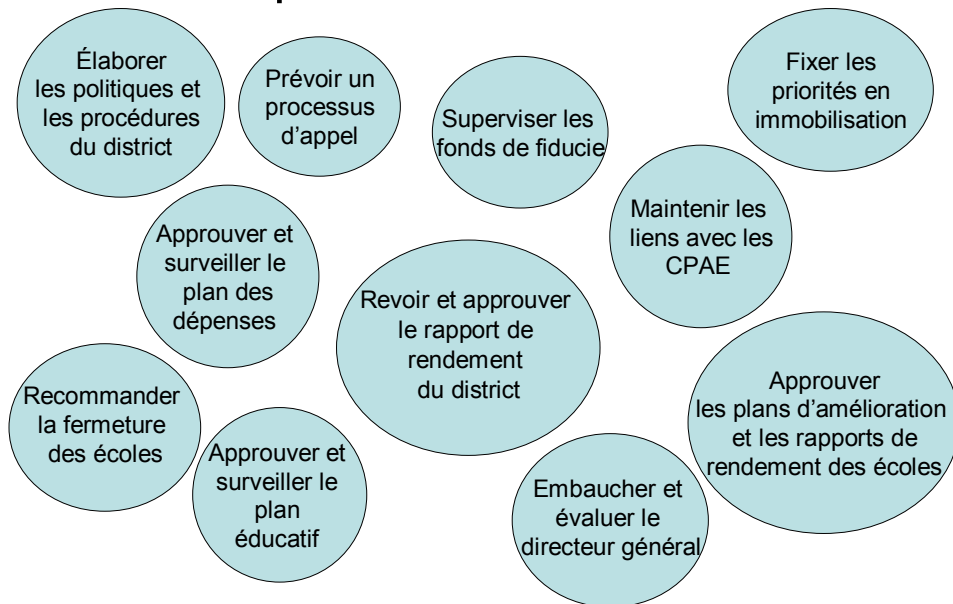 Élaborer
les politiques et
les procédures
du district
Prévoir un
processus
d'appel
Superviser les
fonds de fiducie
Fixer les
priorités en
immobilisation
Approuver et
surveiller le
plan des
dépenses
Maintenir les
liens avec les
CPAE
Revoir et approuver
le rapport de
rendement
du district
Recommander
la fermeture
des écoles
Approuver
les plans d'amélioration
et les rapports de
rendement des écoles
Approuver et
surveiller le
plan
éducatif
Embaucher et
évaluer le
directeur général